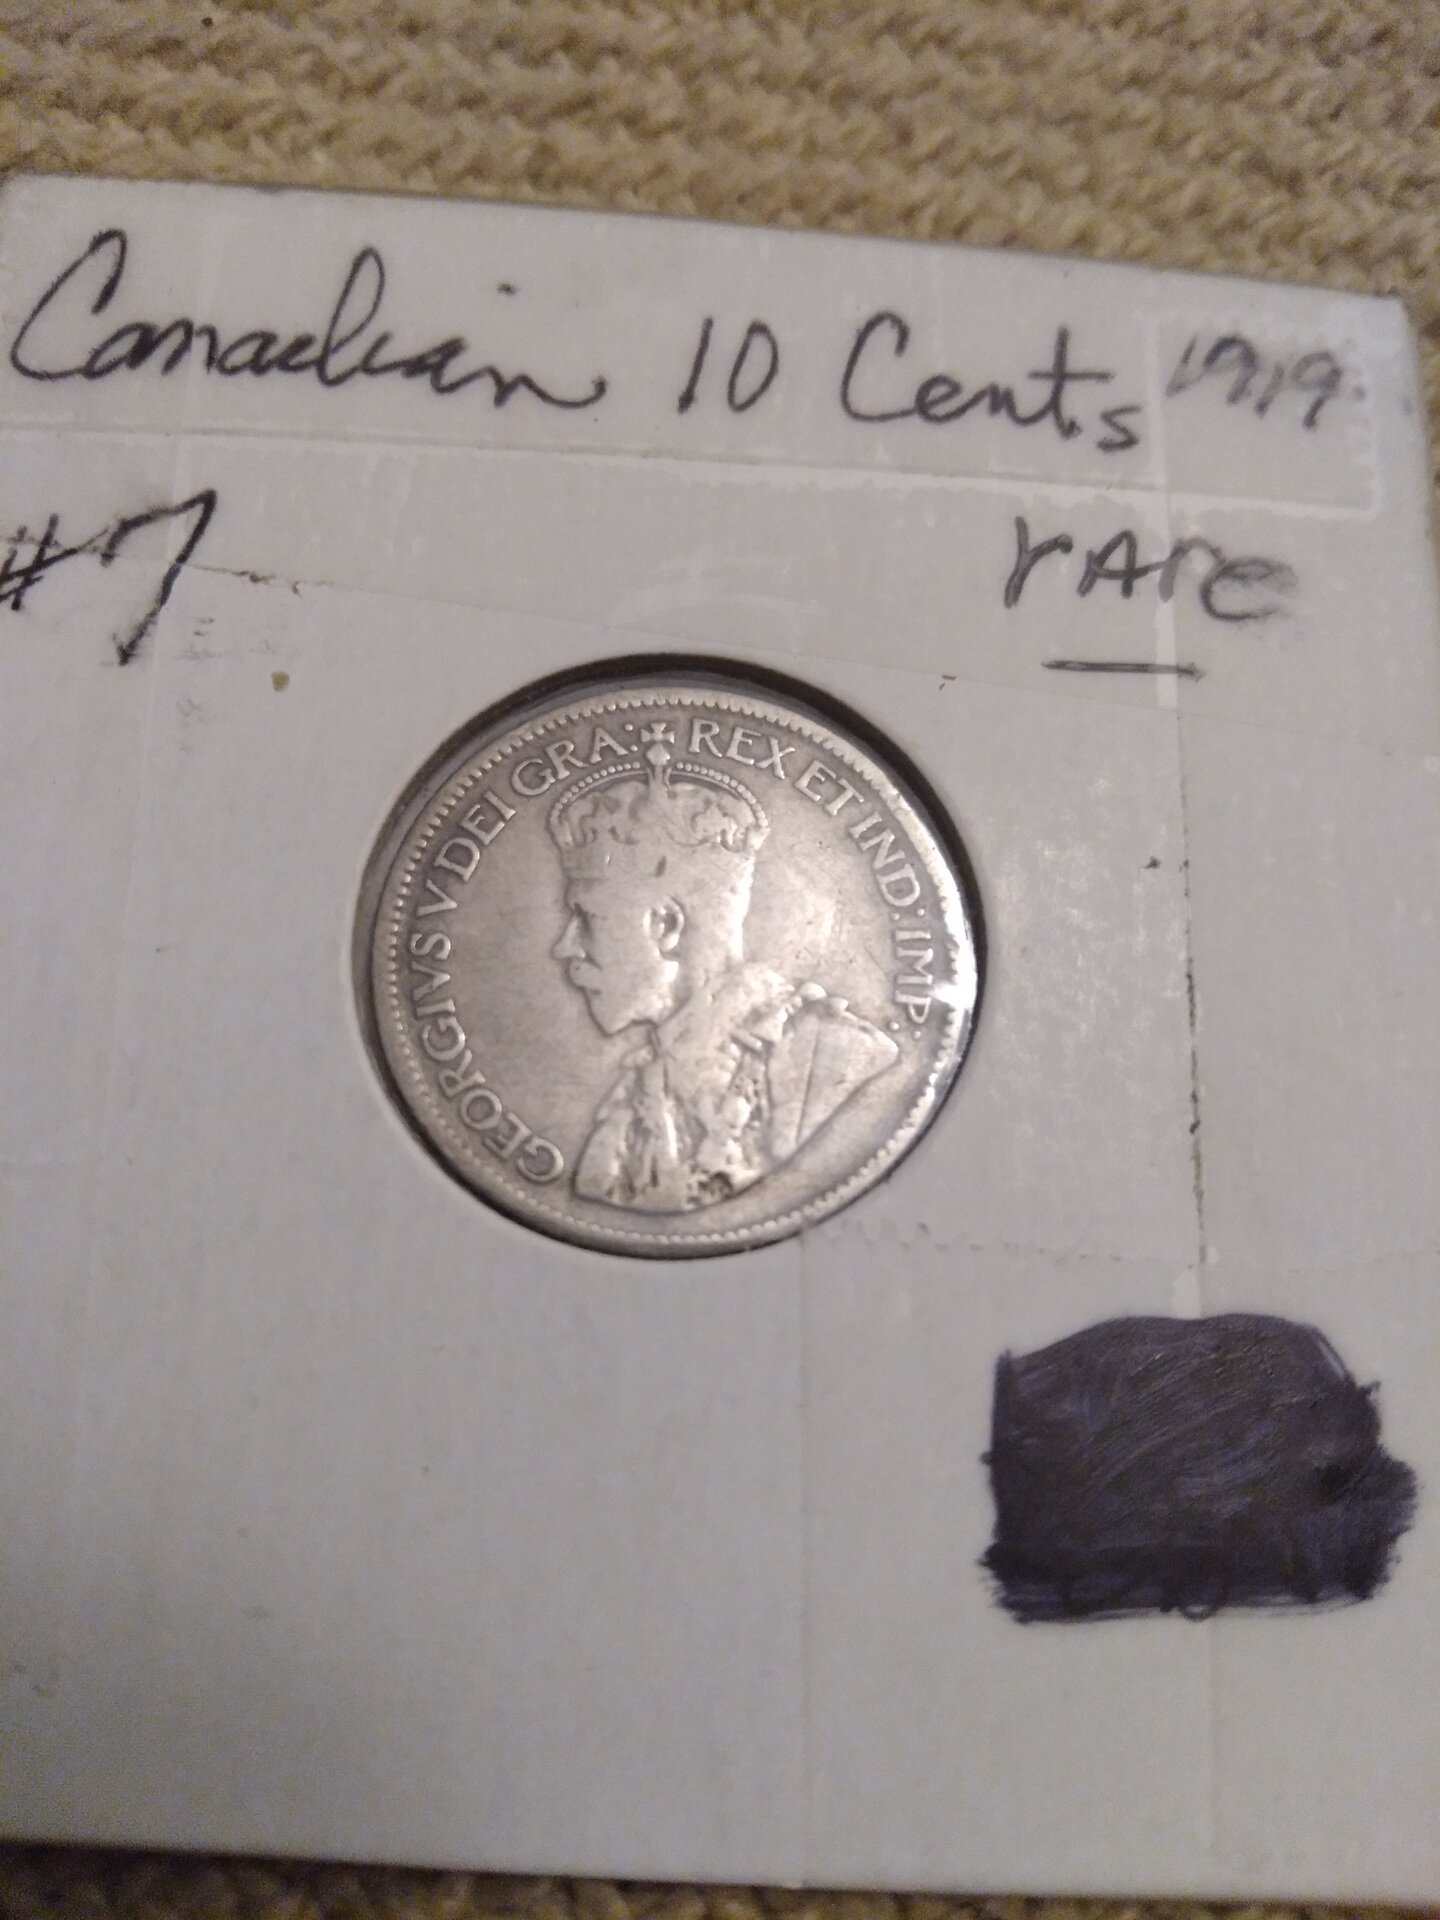 Canadian 10 Cents 1919
#7 rare
GEORGIVS V DEI GRA: REX ET IND: IMP: